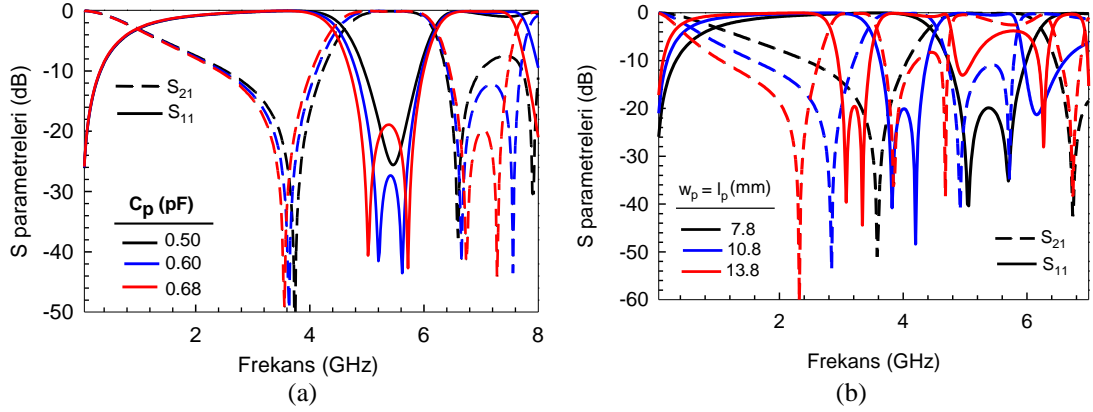 S parametreleri (dB)
0
-10
-20
-30
-40
-50
2
4
6
8
Frekans (GHz)
S21
S11
Cp (pF)
0.50
0.60
0.68
(a)
S parametreleri (dB)
0
-10
-20
-30
-40
-50
-60
2
4
6
Frekans (GHz)
wp = lp (mm)
7.8
10.8
13.8
S21
S11
(b)